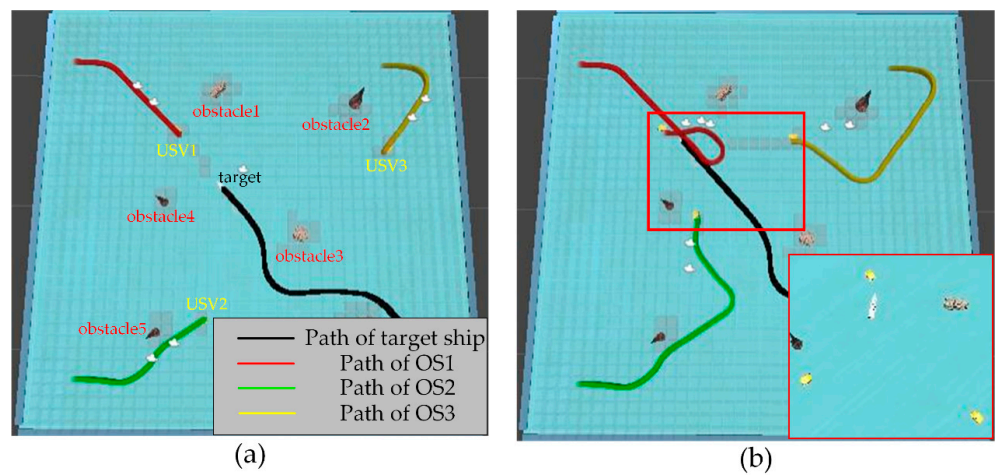 obstacle1
obstacle2
USV1
USV3
target
obstacle4
obstacle3
USV2
obstacle5
Path of target ship
Path of OS1
Path of OS2
Path of OS3
(a)
(b)